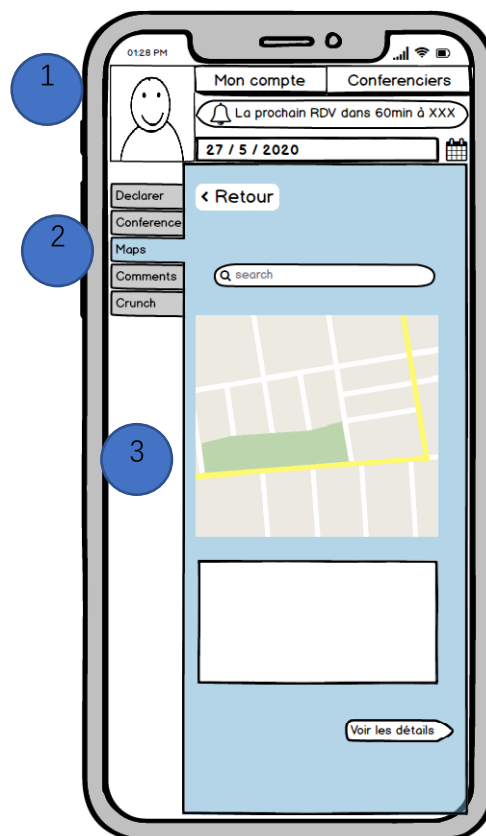 01:28 PM
1
Mon compte
Conferenciers
La prochain RDV dans 60min à XXX
27 / 5 / 2020
Declarer
< Retour
Conference
2
Maps
Comments
search
Crunch
3
Voir les détails